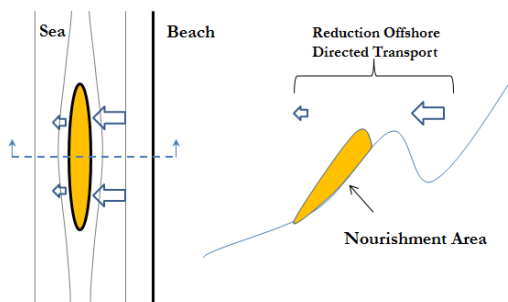 Sea
Beach
Reduction Offshore
Directed Transport
Nourishment Area